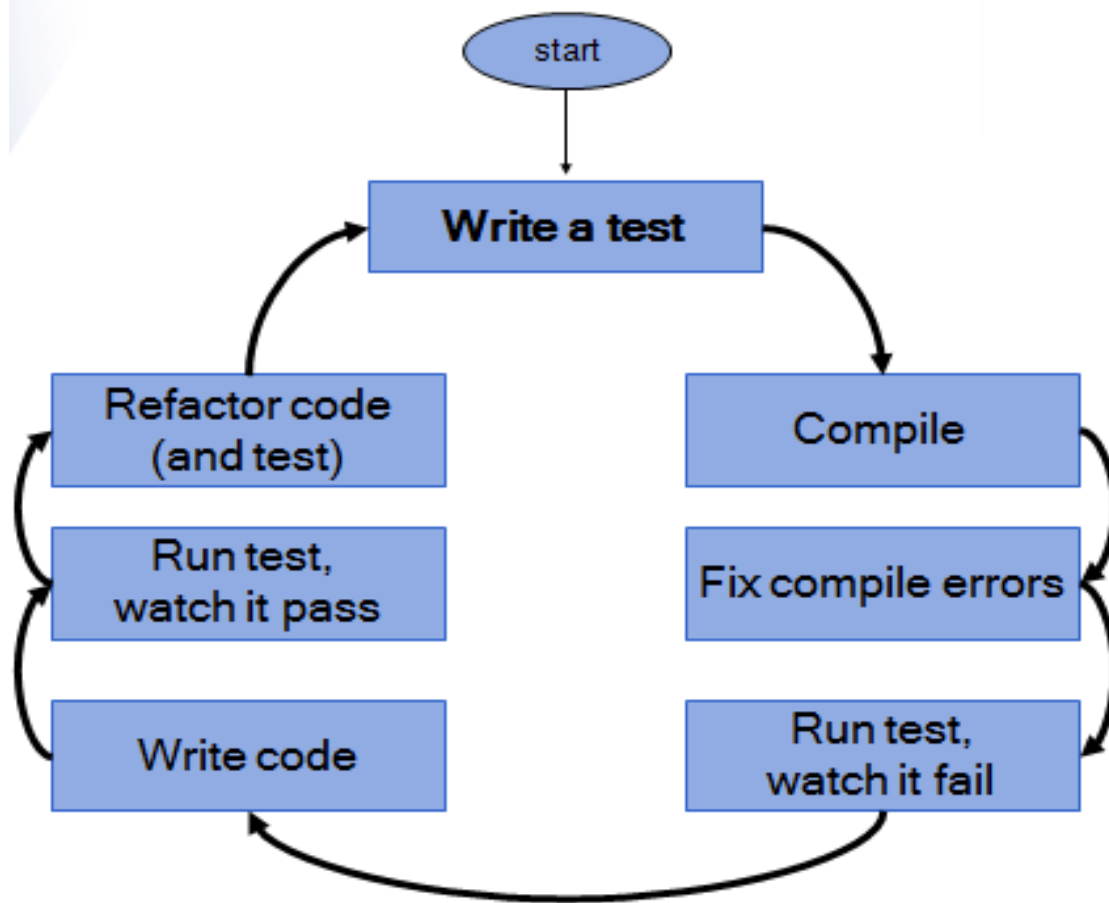 start
Write a test
Refactor code
(and test)
Compile
Run test,
watch it pass
Fix compile errors
Write code
Run test,
watch it fail